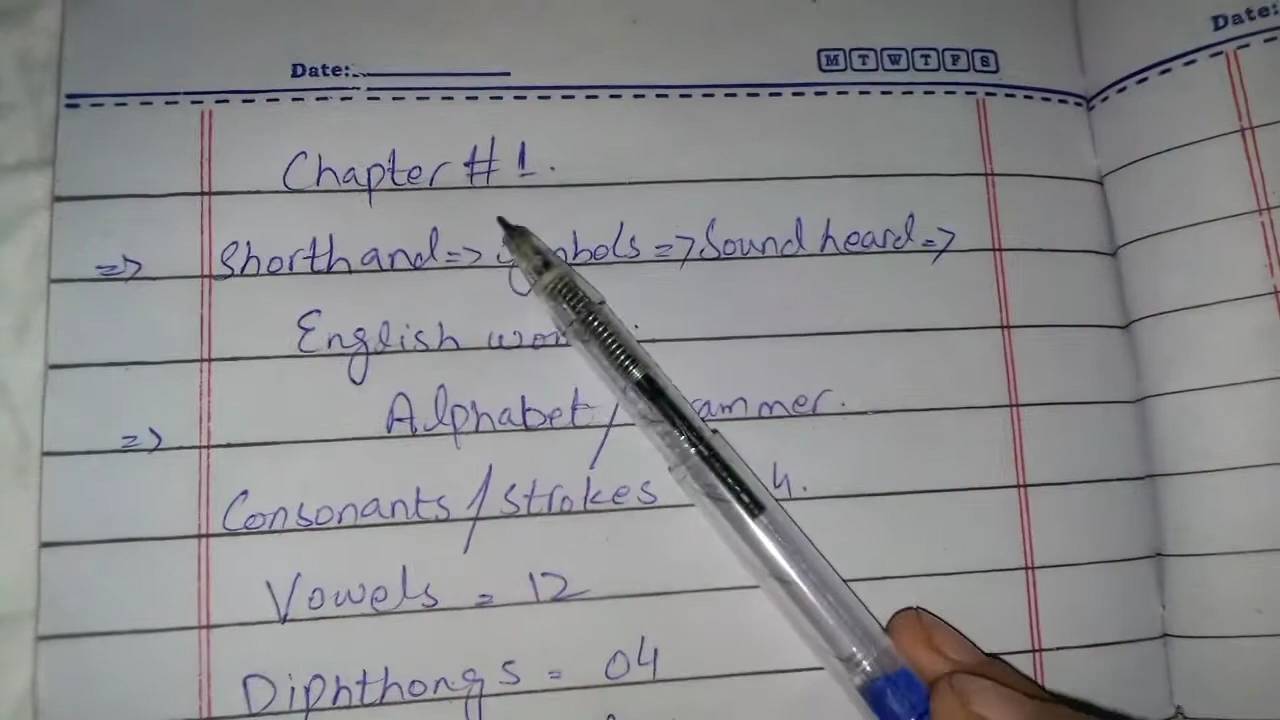 Date:
M T W T F S
Date:
Chapter # 1.
=> Shorthand => Symbols => Sound heard =>
English
=> Alphabet /
Consonants / Strokes
Vowels = 12
Diphthongs = 04